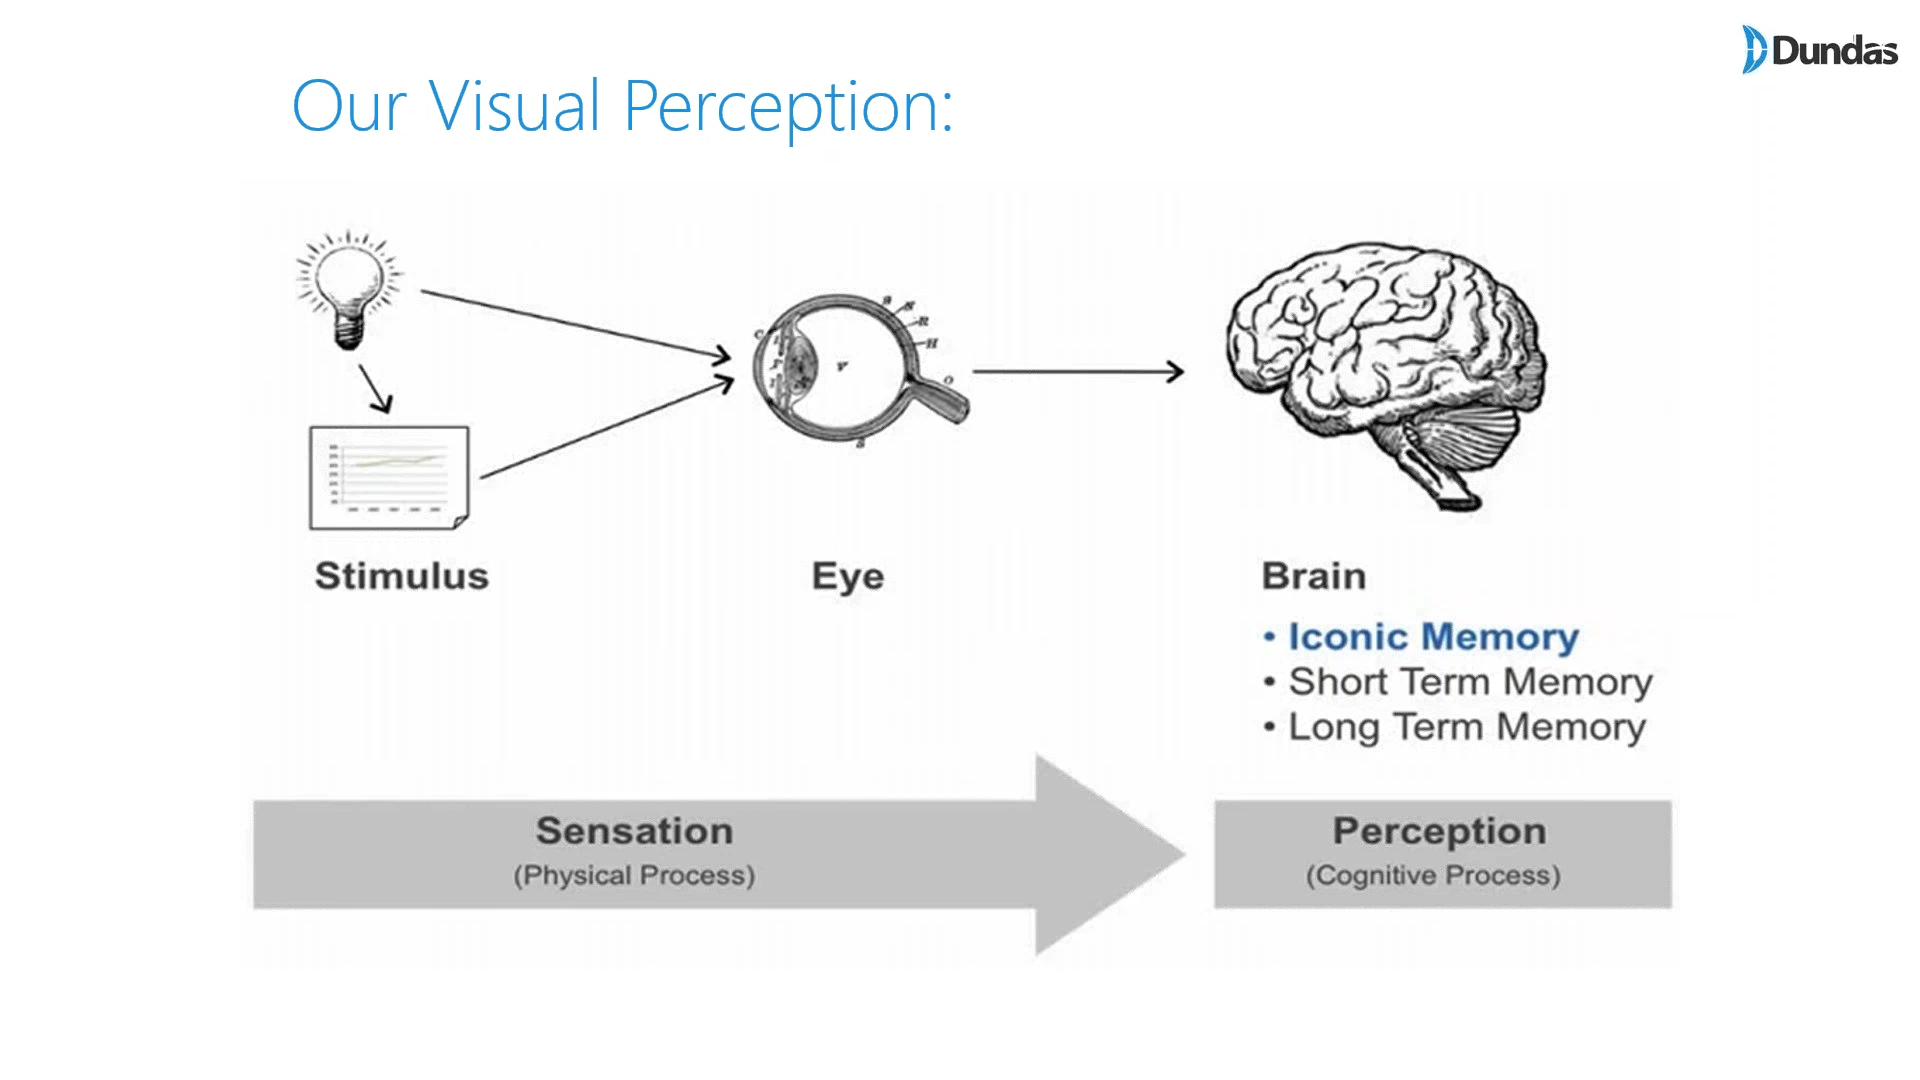 Dundas
Our Visual Perception:
Stimulus
Eye
Brain
• Iconic Memory
• Short Term Memory
• Long Term Memory
Sensation
(Physical Process)
Perception
(Cognitive Process)